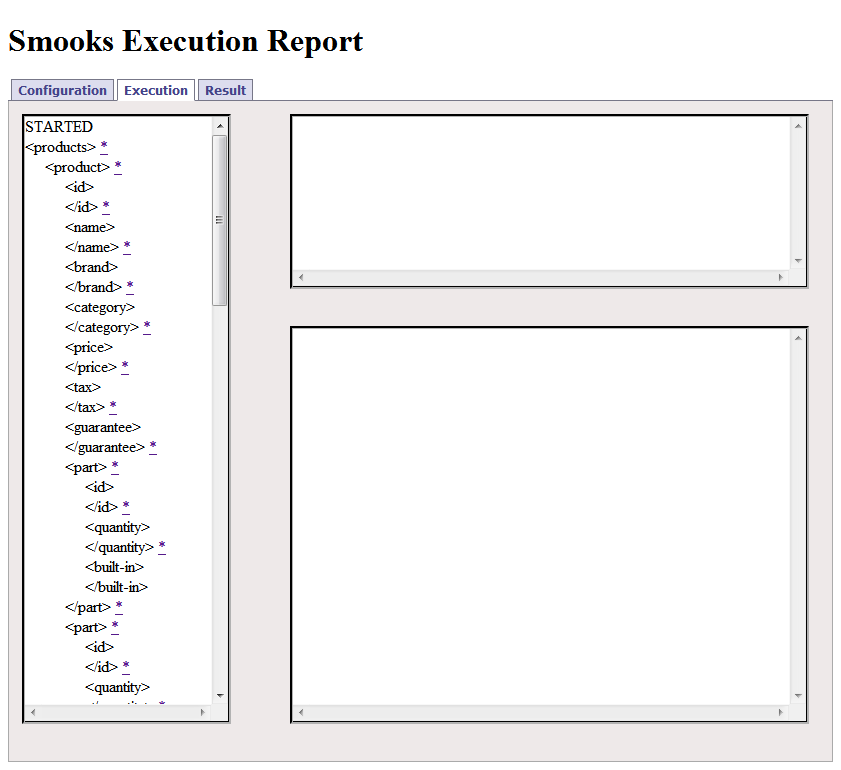 Smooks Execution Report
Configuration Execution Result
STARTED
<products> *
<product> *
<id>
</id> *
<name>
</name> *
<brand>
</brand> *
<category>
</category> *
<price>
</price> *
<tax>
</tax> *
<guarantee>
</guarantee> *
<part> *
<id>
</id> *
<quantity>
</quantity> *
<built-in>
</built-in>
</part> *
<part> *
<id>
</id> *
<quantity>